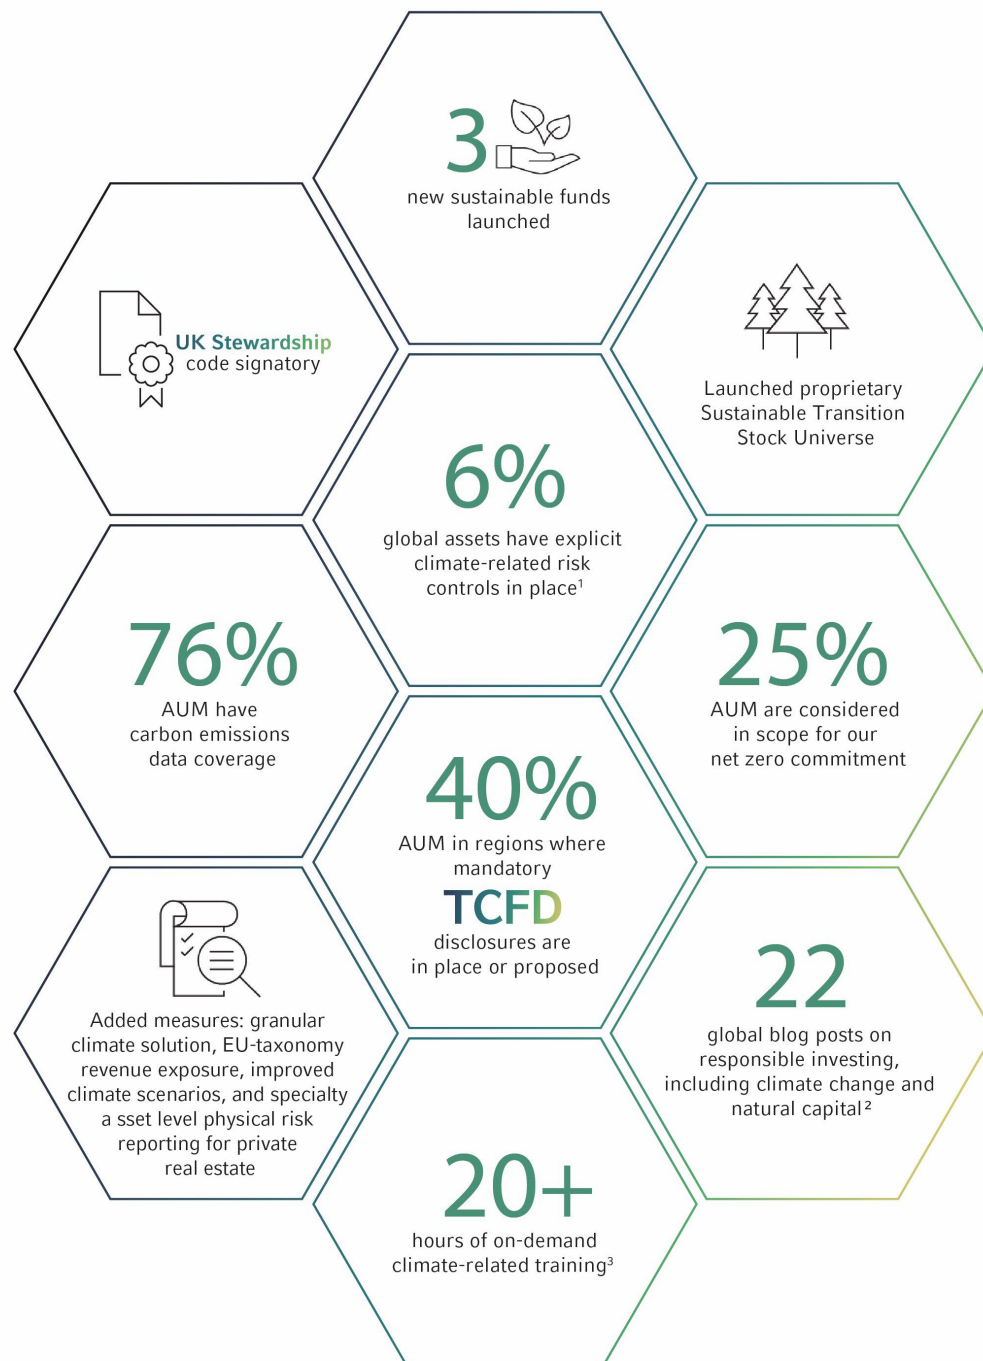 3
new sustainable funds
launched
UK Stewardship
code signatory
Launched proprietary
Sustainable Transition
Stock Universe
6%
global assets have explicit
climate-related risk
controls in place¹
76%
AUM have
carbon emissions
data coverage
25%
AUM are considered
in scope for our
net zero commitment
40%
AUM in regions where
mandatory
TCFD
disclosures are
in place or proposed
Added measures: granular
climate solution, EU-taxonomy
revenue exposure, improved
climate scenarios, and specialty
a sset level physical risk
reporting for private
real estate
22
global blog posts on
responsible investing,
including climate change and
natural capital²
20+
hours of on-demand
climate-related training³